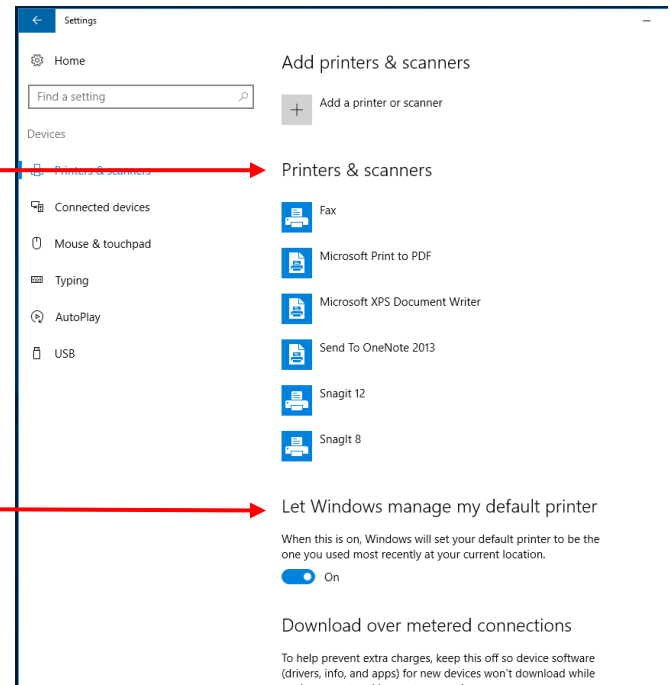 Settings
Home
Find a setting
Devices
Printers & scanners
Connected devices
Mouse & touchpad
Typing
AutoPlay
USB
Add printers & scanners
Add a printer or scanner
Printers & scanners
Fax
Microsoft Print to PDF
Microsoft XPS Document Writer
Send To OneNote 2013
Snagit 12
SnagIt 8
Let Windows manage my default printer
When this is on, Windows will set your default printer to be the
one you used most recently at your current location.
On
Download over metered connections
To help prevent extra charges, keep this off so device software
(drivers, info, and apps) for new devices won't download while